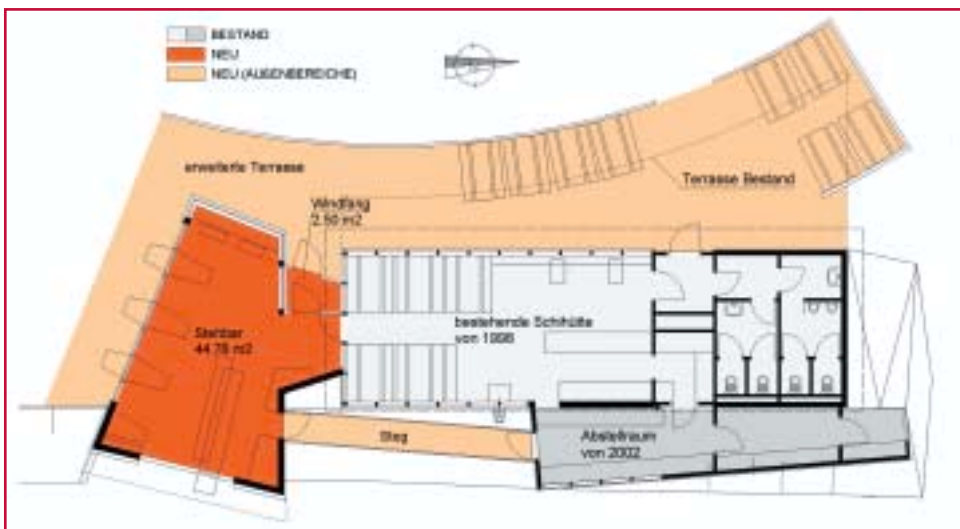 BESTAND
NEU
NEU (AUßENBEREICHE)
erweiterte Terrasse
Terrasse Bestand
Windfang
2.50 m2
Stehbar
44.78 m2
bestehende Schihütte
von 1996
Steg
Abstellraum
von 2002